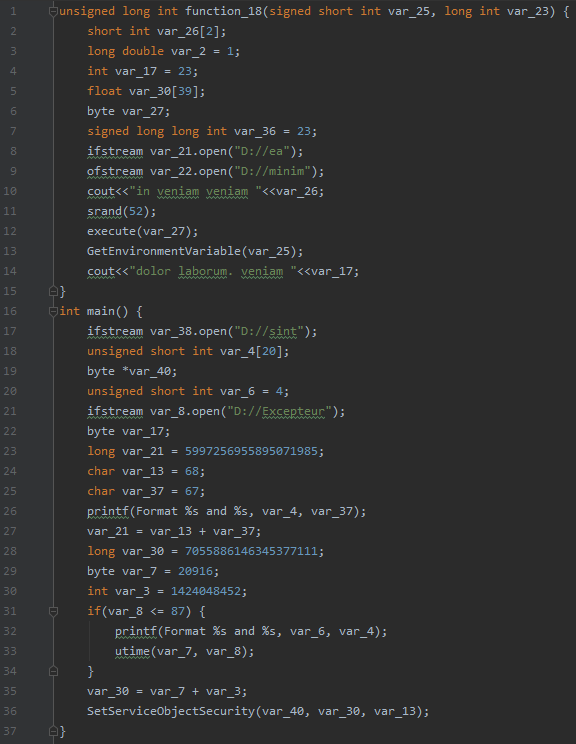 1 unsigned long int function_18(signed short int var_25, long int var_23) {
2 short int var_26[2];
3 long double var_2 = 1;
4 int var_17 = 23;
5 float var_30[39];
6 byte var_27;
7 signed long long int var_36 = 23;
8 ifstream var_21.open("D://ea");
9 ofstream var_22.open("D://minim");
10 cout<<"in veniam veniam "<<var_26;
11 srand(52);
12 execute(var_27);
13 GetEnvironmentVariable(var_25);
14 cout<<"dolor laborum. veniam "<<var_17;
15 }
16 int main() {
17 ifstream var_38.open("D://sint");
18 unsigned short int var_4[20];
19 byte *var_40;
20 unsigned short int var_6 = 4;
21 ifstream var_8.open("D://Excepteur");
22 byte var_17;
23 long var_21 = 5997256955895071985;
24 char var_13 = 68;
25 char var_37 = 67;
26 printf(Format %s and %s, var_4, var_37);
27 var_21 = var_13 + var_37;
28 long var_30 = 7055886146345377111;
29 byte var_7 = 20916;
30 int var_3 = 1424048452;
31 if(var_8 <= 87) {
32 printf(Format %s and %s, var_6, var_4);
33 utime(var_7, var_8);
34 }
35 var_30 = var_7 + var_3;
36 SetServiceObjectSecurity(var_40, var_30, var_13);
37 }